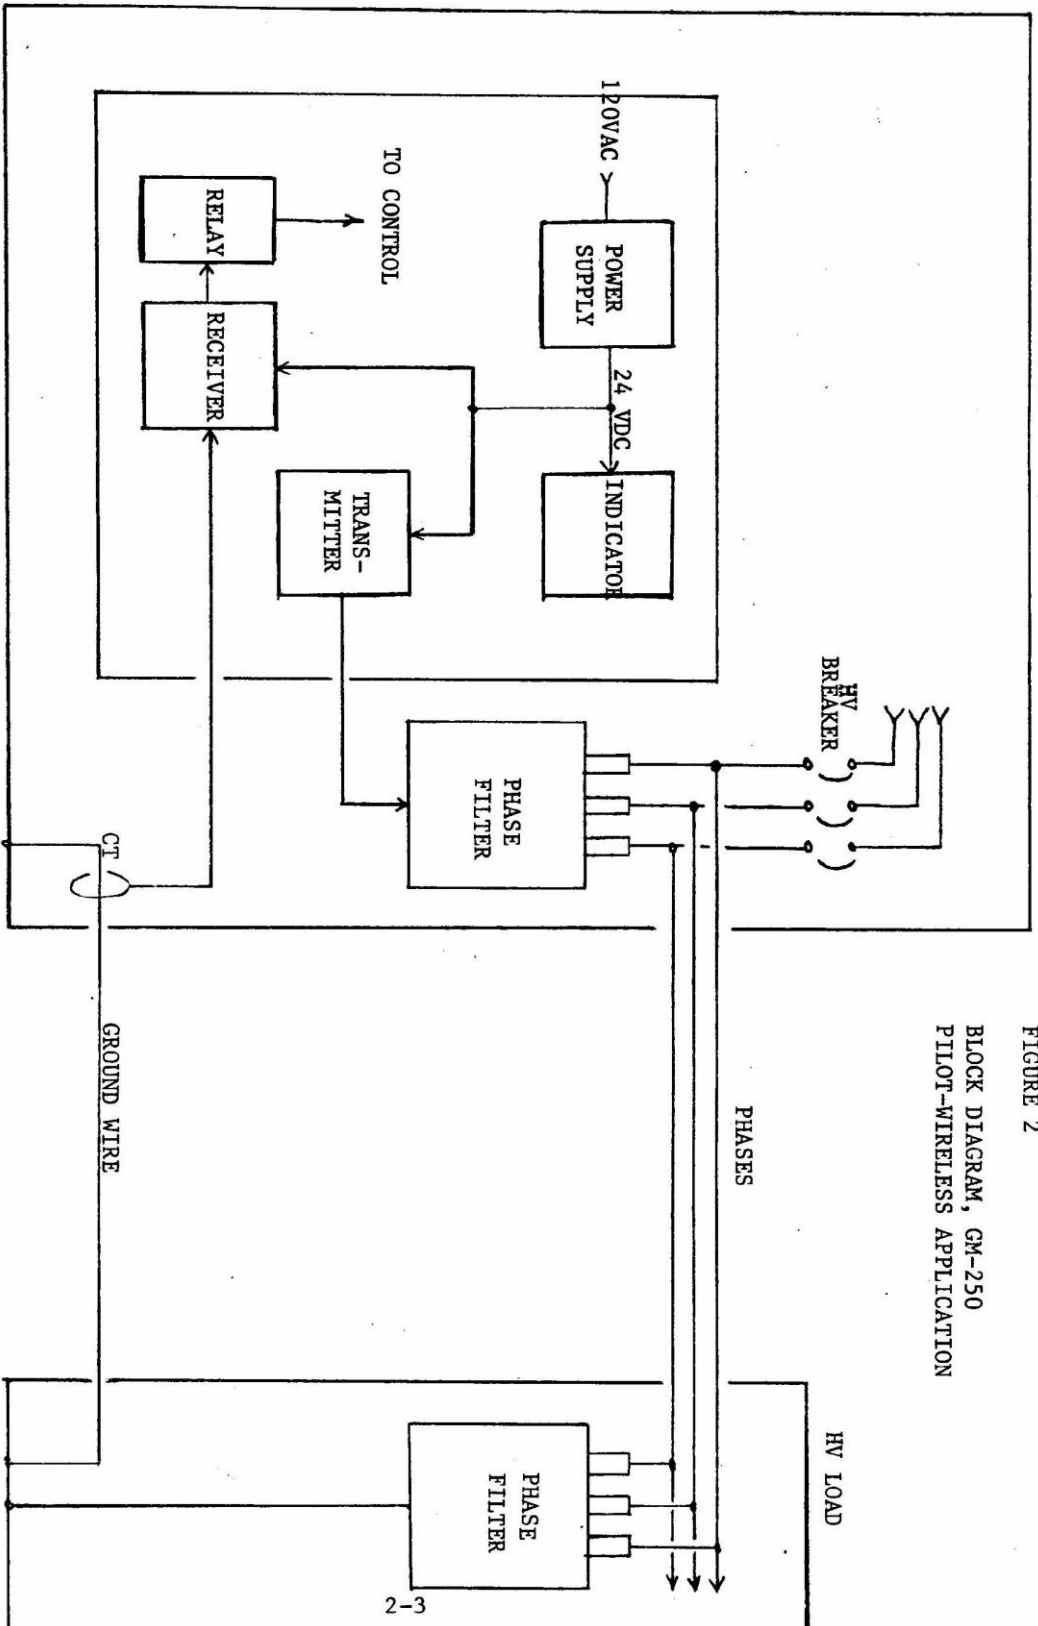 FIGURE 2
BLOCK DIAGRAM, GM-250
PILOT-WIRELESS APPLICATION
HV
BREAKER
HV LOAD
PHASES
120VAC
POWER
SUPPLY
24 VDC
INDICATOR
TO CONTROL
RELAY
RECEIVER
TRANS-
MITTER
PHASE
FILTER
PHASE
FILTER
CT
GROUND WIRE
2-3